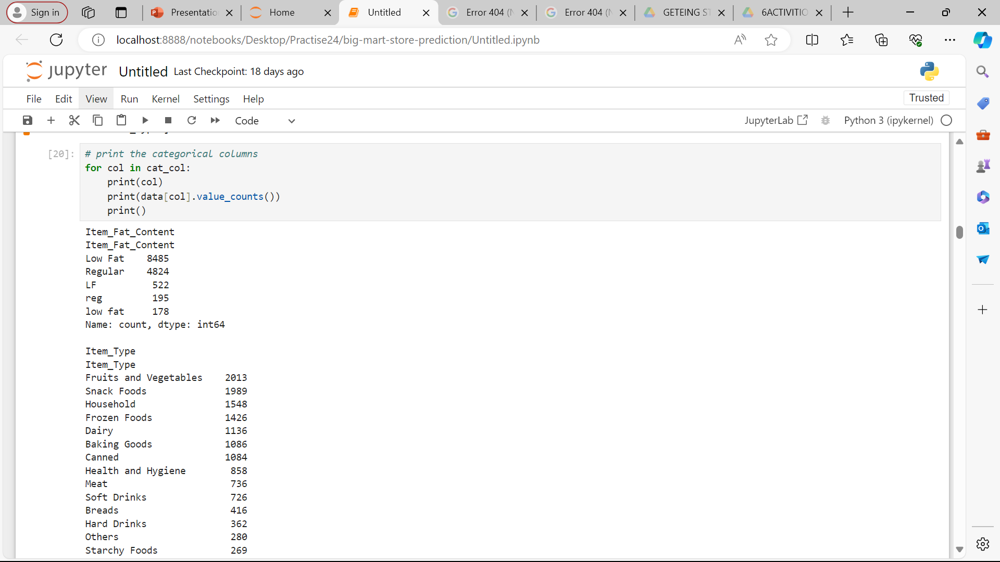 Sign in
Presentatio
Home
Untitled
Error 404 (N
Error 404 (N
GETEING ST
6ACTIVITIO
localhost:8888/notebooks/Desktop/Practise24/big-mart-store-prediction/Untitled.ipynb
jupyter Untitled Last Checkpoint: 18 days ago
File Edit View Run Kernel Settings Help
Trusted
Code
JupyterLab
Python 3 (ipykernel)
[20]:
# print the categorical columns
for col in cat_col:
    print(col)
    print(data[col].value_counts())
    print()
Item_Fat_Content
Item_Fat_Content
Low Fat    8485
Regular    4824
LF          522
reg         195
low fat     178
Name: count, dtype: int64
Item_Type
Item_Type
Fruits and Vegetables    2013
Snack Foods              1989
Household                1548
Frozen Foods             1426
Dairy                    1136
Baking Goods             1086
Canned                   1084
Health and Hygiene        858
Meat                      736
Soft Drinks               726
Breads                    416
Hard Drinks               362
Others                    280
Starchy Foods             269